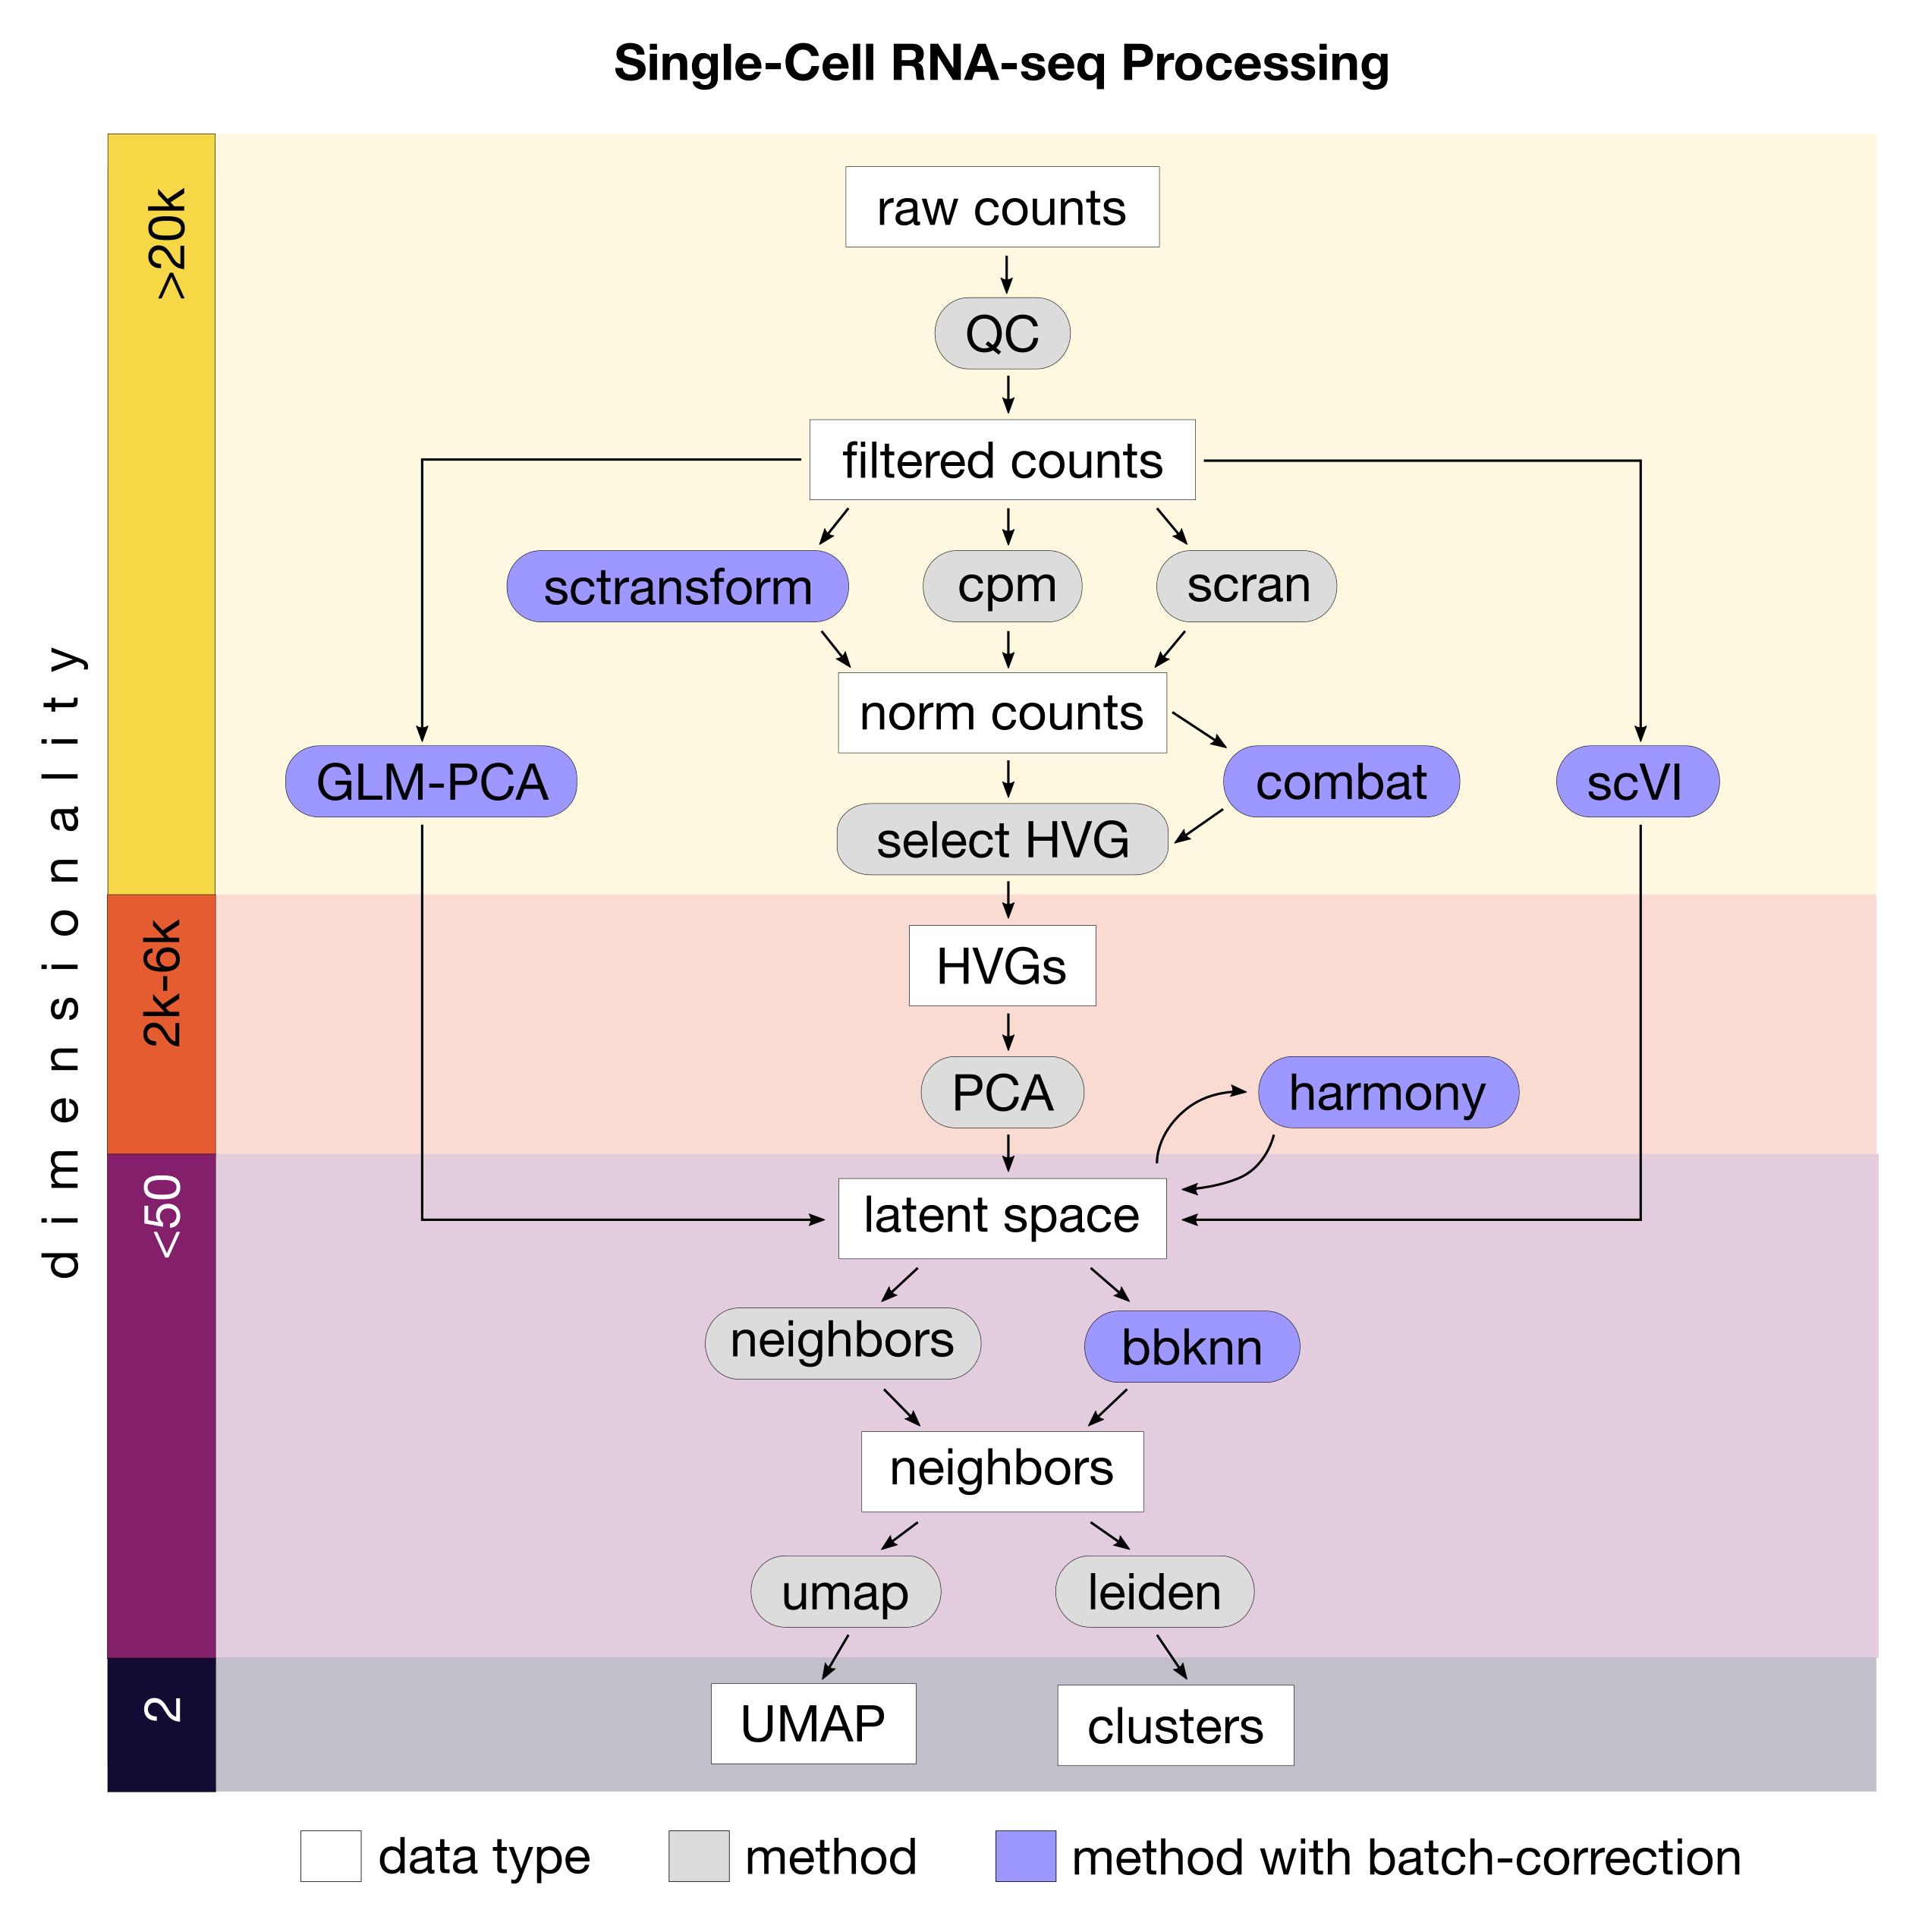 Single-Cell RNA-seq Processing
dimensionality
>20k
raw counts
QC
filtered counts
sctransform
cpm
scran
norm counts
GLM-PCA
combat
scVI
select HVG
2k-6k
HVGs
PCA
harmony
<50
latent space
neighbors
bbknn
neighbors
umap
leiden
2
UMAP
clusters
data type
method
method with batch-correction